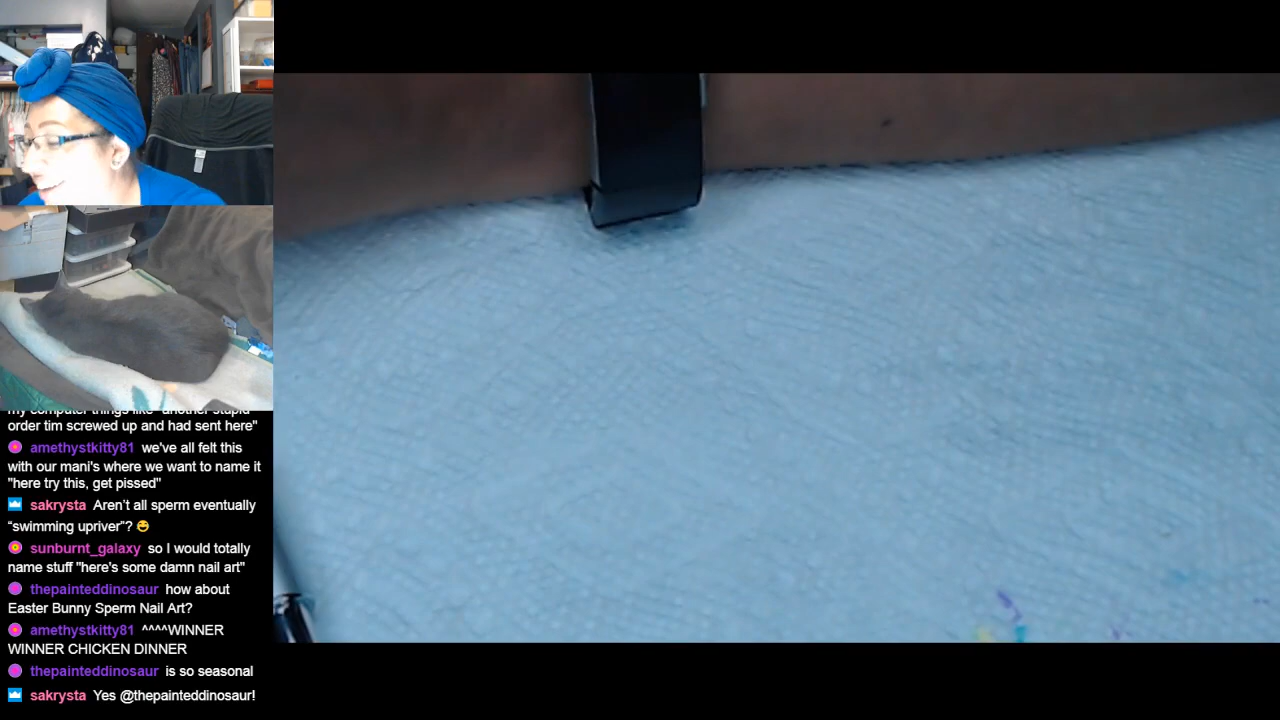 my computer things like "another stupid
order tim screwed up and had sent here"
amethystkitty81 we've all felt this
with our mani's where we want to name it
"here try this, get pissed"
sakrysta Aren't all sperm eventually
“swimming upriver”? 😆
sunburnt_galaxy so I would totally
name stuff "here's some damn nail art"
thepainteddinosaur how about
Easter Bunny Sperm Nail Art?
amethystkitty81 ^^^^WINNER
WINNER CHICKEN DINNER
thepainteddinosaur is so seasonal
sakrysta Yes @thepainteddinosaur!